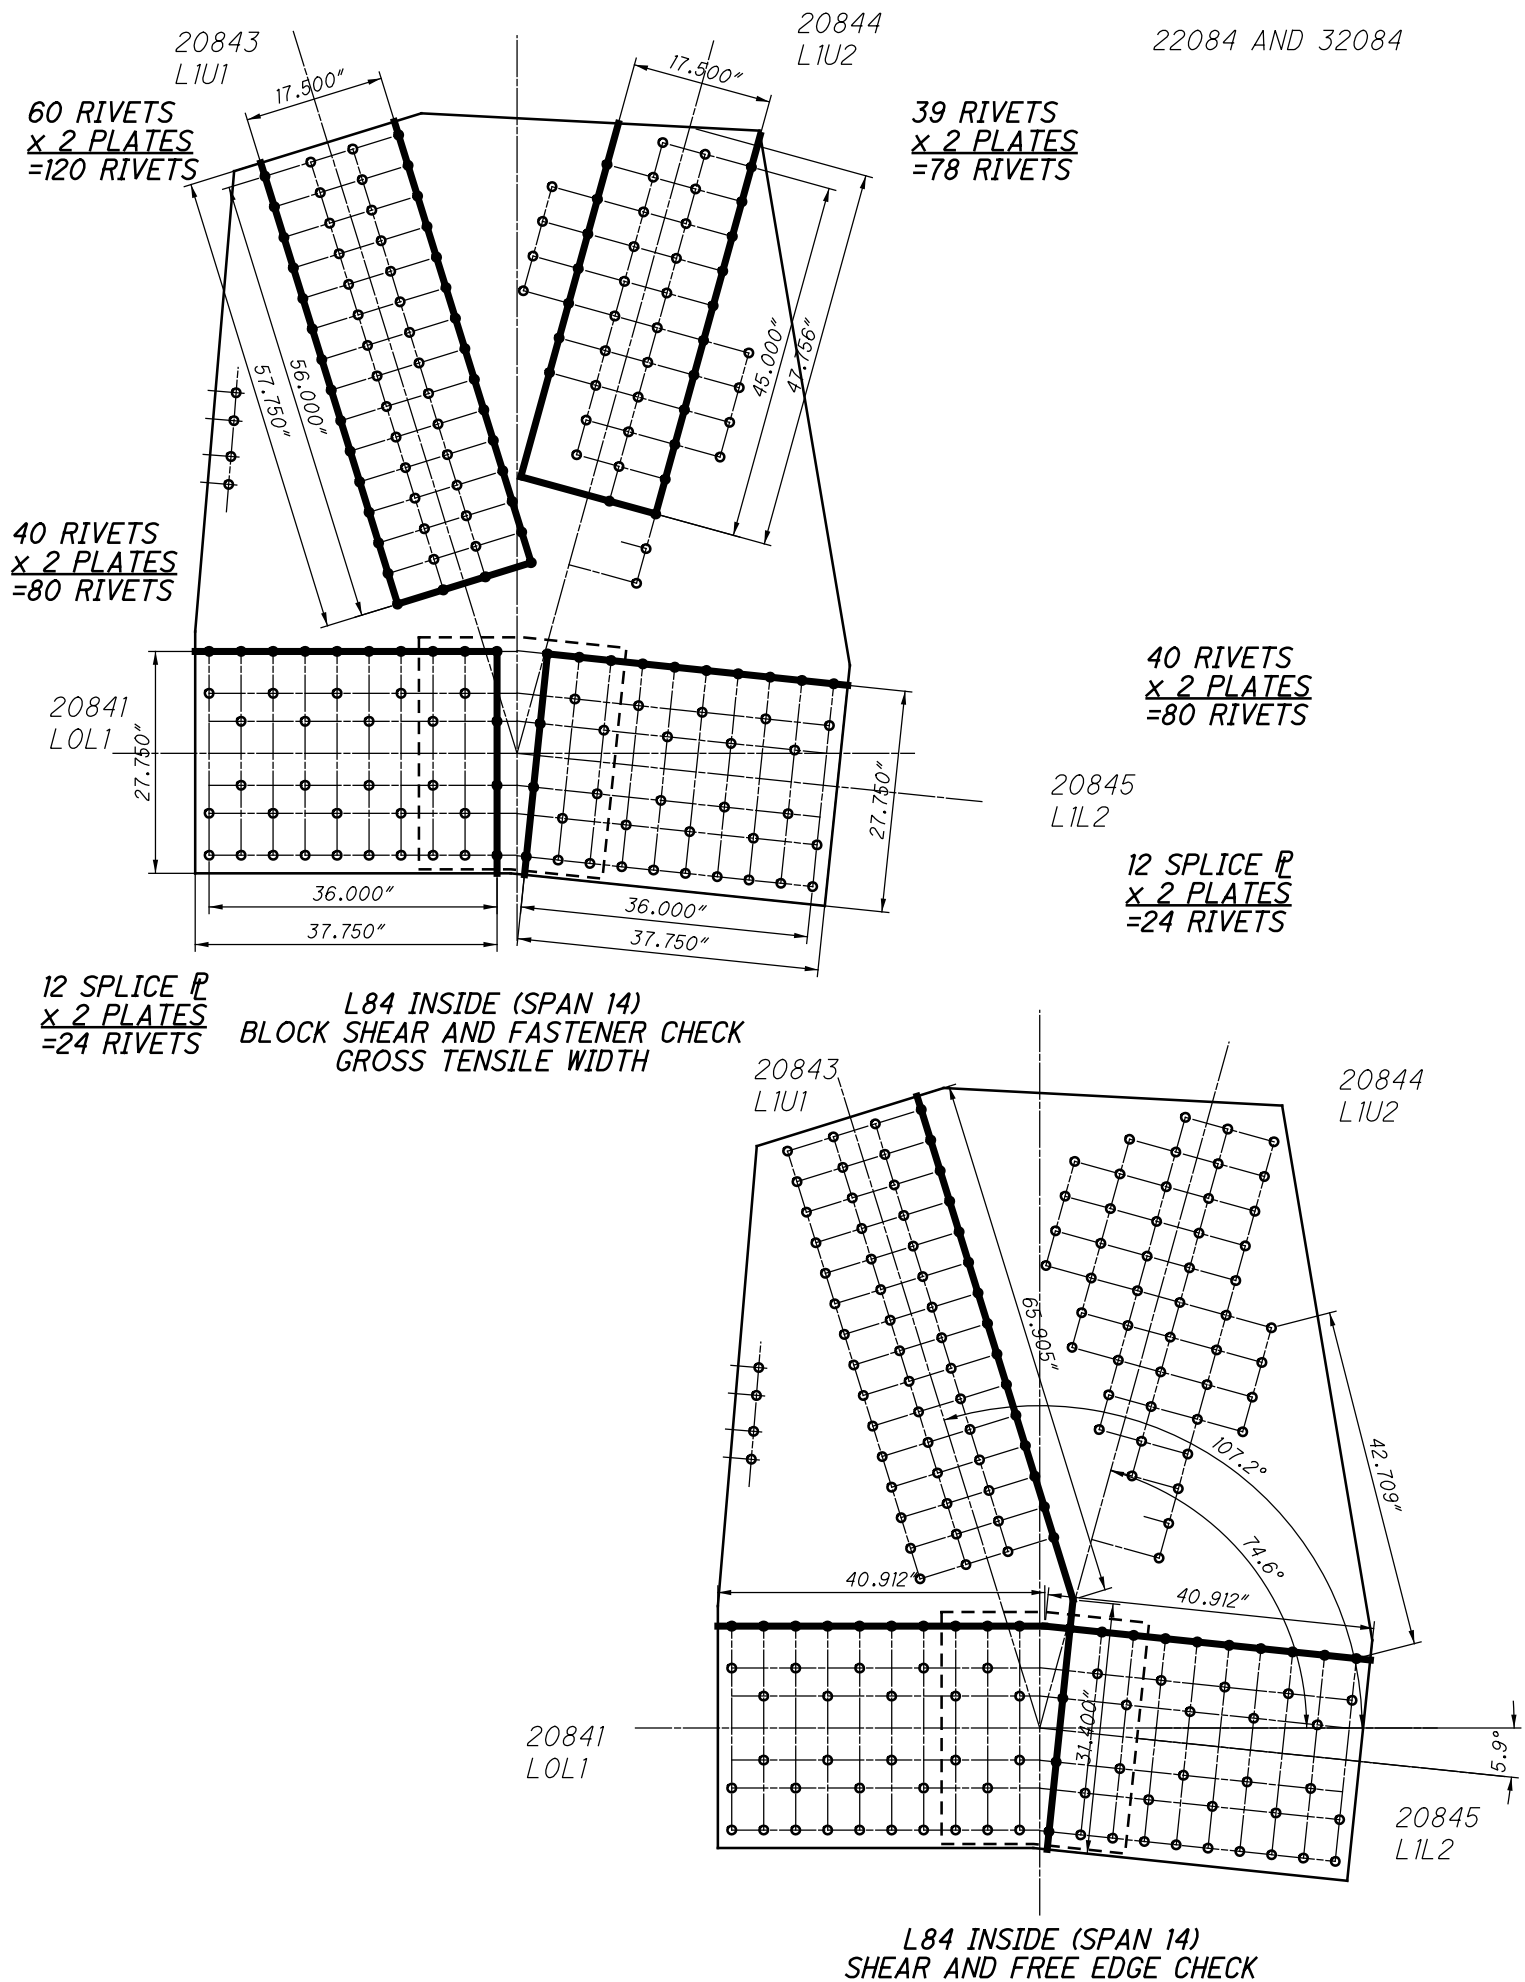 20843
L1U1
20844
L1U2
22084 AND 32084
17.500"
17.500"
60 RIVETS
x 2 PLATES
=120 RIVETS
39 RIVETS
x 2 PLATES
=78 RIVETS
57.750"
56.000"
45.000"
47.756"
40 RIVETS
x 2 PLATES
=80 RIVETS
40 RIVETS
x 2 PLATES
=80 RIVETS
20841
L0L1
27.750"
27.750"
20845
L1L2
12 SPLICE PL
x 2 PLATES
=24 RIVETS
36.000"
37.750"
36.000"
37.750"
12 SPLICE PL
x 2 PLATES
=24 RIVETS
L84 INSIDE (SPAN 14)
BLOCK SHEAR AND FASTENER CHECK
GROSS TENSILE WIDTH
20843
L1U1
20844
L1U2
65.905"
107.2°
42.709"
74.6°
40.912"
40.912"
31.400"
5.9°
20841
L0L1
20845
L1L2
L84 INSIDE (SPAN 14)
SHEAR AND FREE EDGE CHECK